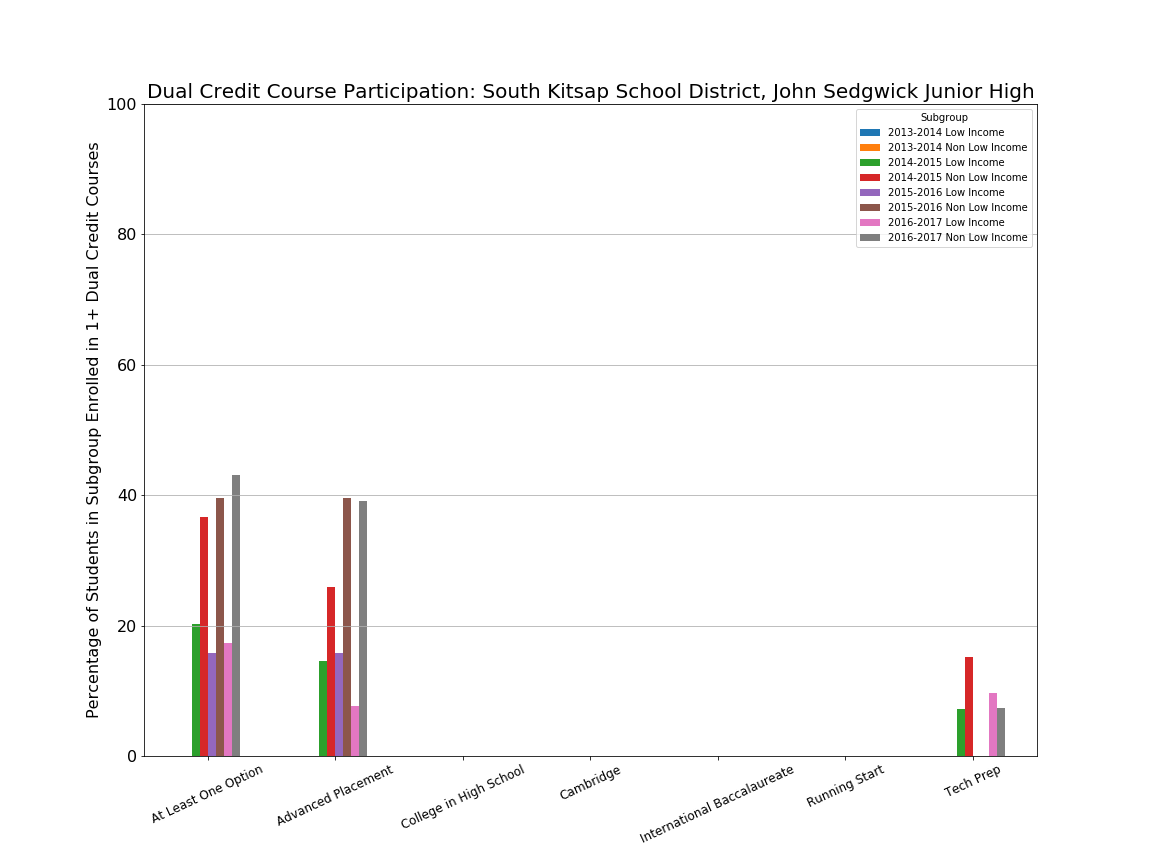 Dual Credit Course Participation: South Kitsap School District, John Sedgwick Junior High
Percentage of Students in Subgroup Enrolled in 1+ Dual Credit Courses
100
80
60
40
20
0
Subgroup
2013-2014 Low Income
2013-2014 Non Low Income
2014-2015 Low Income
2014-2015 Non Low Income
2015-2016 Low Income
2015-2016 Non Low Income
2016-2017 Low Income
2016-2017 Non Low Income
At Least One Option
Advanced Placement
College in High School
Cambridge
International Baccalaureate
Running Start
Tech Prep